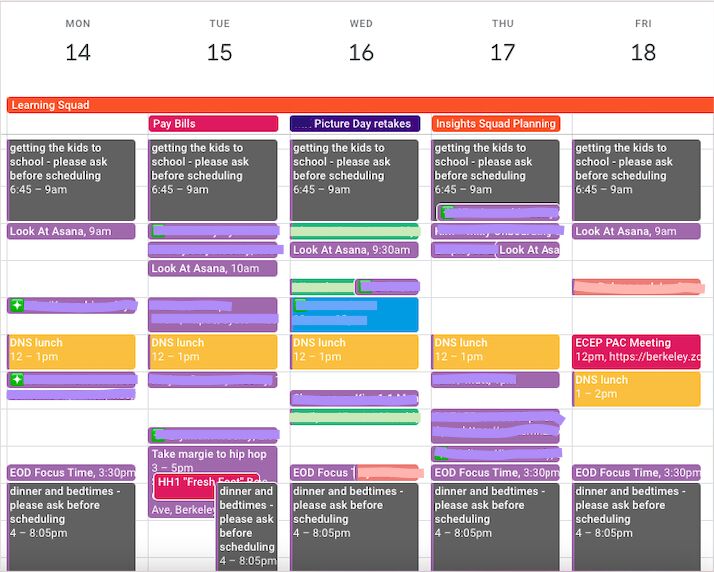 MON
TUE
WED
THU
FRI
14
15
16
17
18
Learning Squad
Pay Bills
Picture Day retakes
Insights Squad Planning
getting the kids to
school - please ask
before scheduling
6:45 – 9am
Look At Asana, 9am
DNS lunch
12 – 1pm
EOD Focus Time, 3:30pm
dinner and bedtimes -
please ask before
scheduling
4 – 8:05pm
getting the kids to
school - please ask
before scheduling
6:45 – 9am
Look At Asana, 10am
DNS lunch
12 – 1pm
Take margie to hip hop
3 – 5pm
HH1 "Fresh
Ave, Berkeley
dinner and
bedtimes -
please ask
before
scheduling
4 – 8:05pm
getting the kids to
school - please ask
before scheduling
6:45 – 9am
Look At Asana, 9:30am
DNS lunch
12 – 1pm
EOD Focus
dinner and bedtimes -
please ask before
scheduling
4 – 8:05pm
getting the kids to
school - please ask
before scheduling
6:45 – 9am
Look At Asa
DNS lunch
12 – 1pm
EOD Focus Time, 3:30pm
dinner and bedtimes -
please ask before
scheduling
4 – 8:05pm
getting the kids to
school - please ask
before scheduling
6:45 – 9am
Look At Asana, 9am
ECEP PAC Meeting
12pm, https://berkeley.zo
DNS lunch
1 – 2pm
EOD Focus Time, 3:30pm
dinner and bedtimes -
please ask before
scheduling
4 – 8:05pm